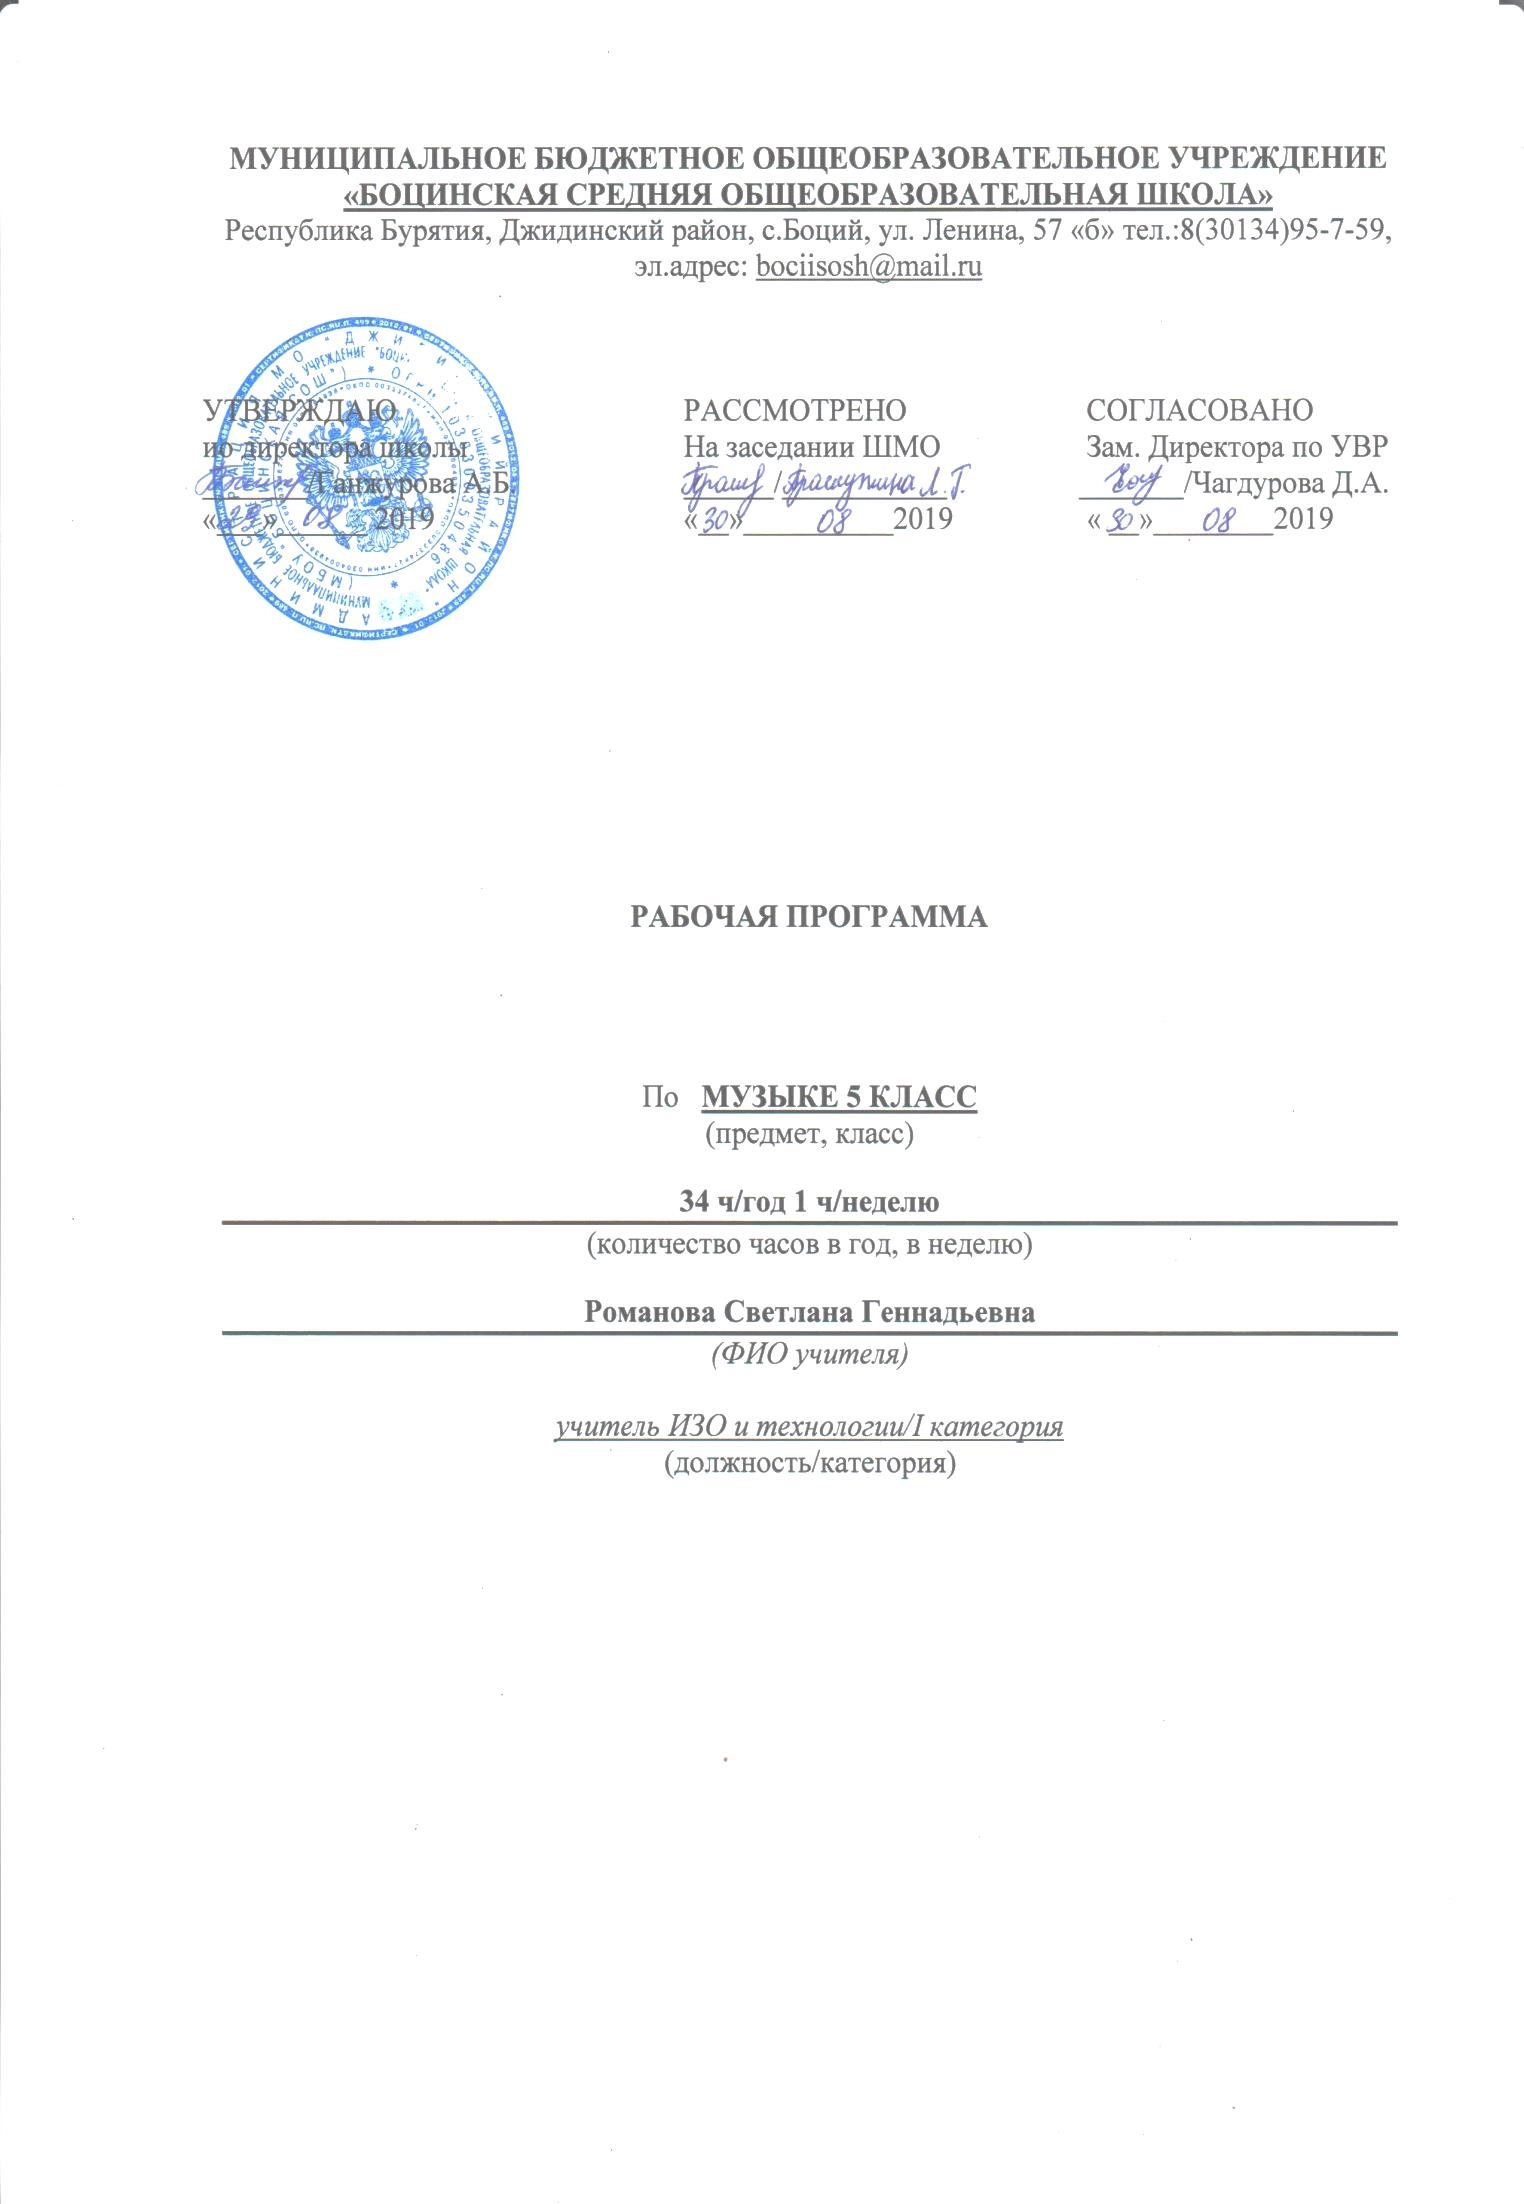 МУНИЦИПАЛЬНОЕ БЮДЖЕТНОЕ ОБЩЕОБРАЗОВАТЕЛЬНОЕ УЧРЕЖДЕНИЕ
«БОЦИНСКАЯ СРЕДНЯЯ ОБЩЕОБРАЗОВАТЕЛЬНАЯ ШКОЛА»
Республика Бурятия, Джидинский район, с.Боций, ул. Ленина, 57 «б» тел.:8(30134)95-7-59,
эл.адрес: bociisosh@mail.ru
УТВЕРЖДАЮ
ио директора школы
/Ганжурова А.Б
« » 08 2019
РАССМОТРЕНО
На заседании ШМО
/ Л.Г.
«30» 08 2019
СОГЛАСОВАНО
Зам. Директора по УВР
/Чагдурова Д.А.
«30» 08 2019
РАБОЧАЯ ПРОГРАММА
По МУЗЫКЕ 5 КЛАСС
(предмет, класс)
34 ч/год 1 ч/неделю
(количество часов в год, в неделю)
Романова Светлана Геннадьевна
(ФИО учителя)
учитель ИЗО и технологии/I категория
(должность/категория)